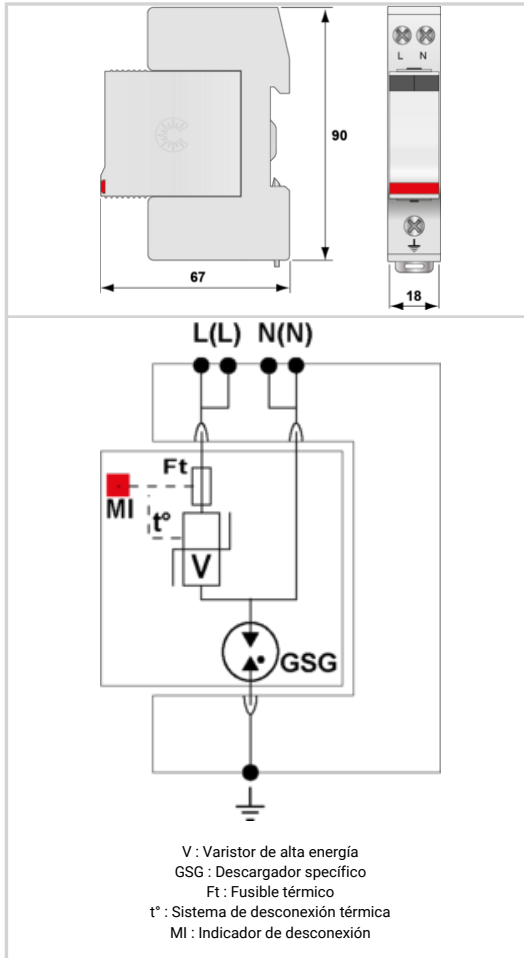 L N
90
67
18
L(L) N(N)
Ft
MI
t°
V
GSG
V : Varistor de alta energía
GSG : Descargador específico
Ft : Fusible térmico
t° : Sistema de desconexión térmica
MI : Indicador de desconexión